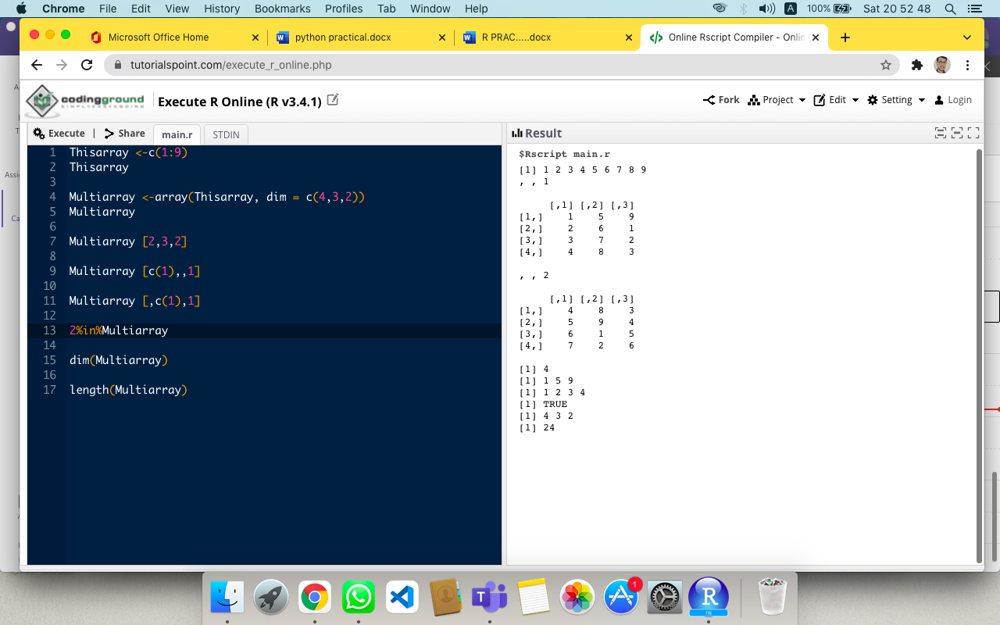 Chrome File Edit View History Bookmarks Profiles Tab Window Help A 100% Sat 20 52 48
Microsoft Office Home python practical.docx R PRAC.....docx Online Rscript Compiler - Onlin
tutorialspoint.com/execute_r_online.php
codingground
SIMPLYEASYCODING
Execute R Online (R v3.4.1)
Fork Project Edit Setting Login
Execute | Share main.r STDIN
1 Thisarray <-c(1:9)
2 Thisarray
3
4 Multiarray <-array(Thisarray, dim = c(4,3,2))
5 Multiarray
6
7 Multiarray [2,3,2]
8
9 Multiarray [c(1),,1]
10
11 Multiarray [,c(1),1]
12
13 2%in%Multiarray
14
15 dim(Multiarray)
16
17 length(Multiarray)
Result
$Rscript main.r
[1] 1 2 3 4 5 6 7 8 9
, , 1
[,1] [,2] [,3]
[1,] 1 5 9
[2,] 2 6 1
[3,] 3 7 2
[4,] 4 8 3
, , 2
[,1] [,2] [,3]
[1,] 4 8 3
[2,] 5 9 4
[3,] 6 1 5
[4,] 7 2 6
[1] 4
[1] 1 5 9
[1] 1 2 3 4
[1] TRUE
[1] 4 3 2
[1] 24
Assig
Ca
T
1
R
raj